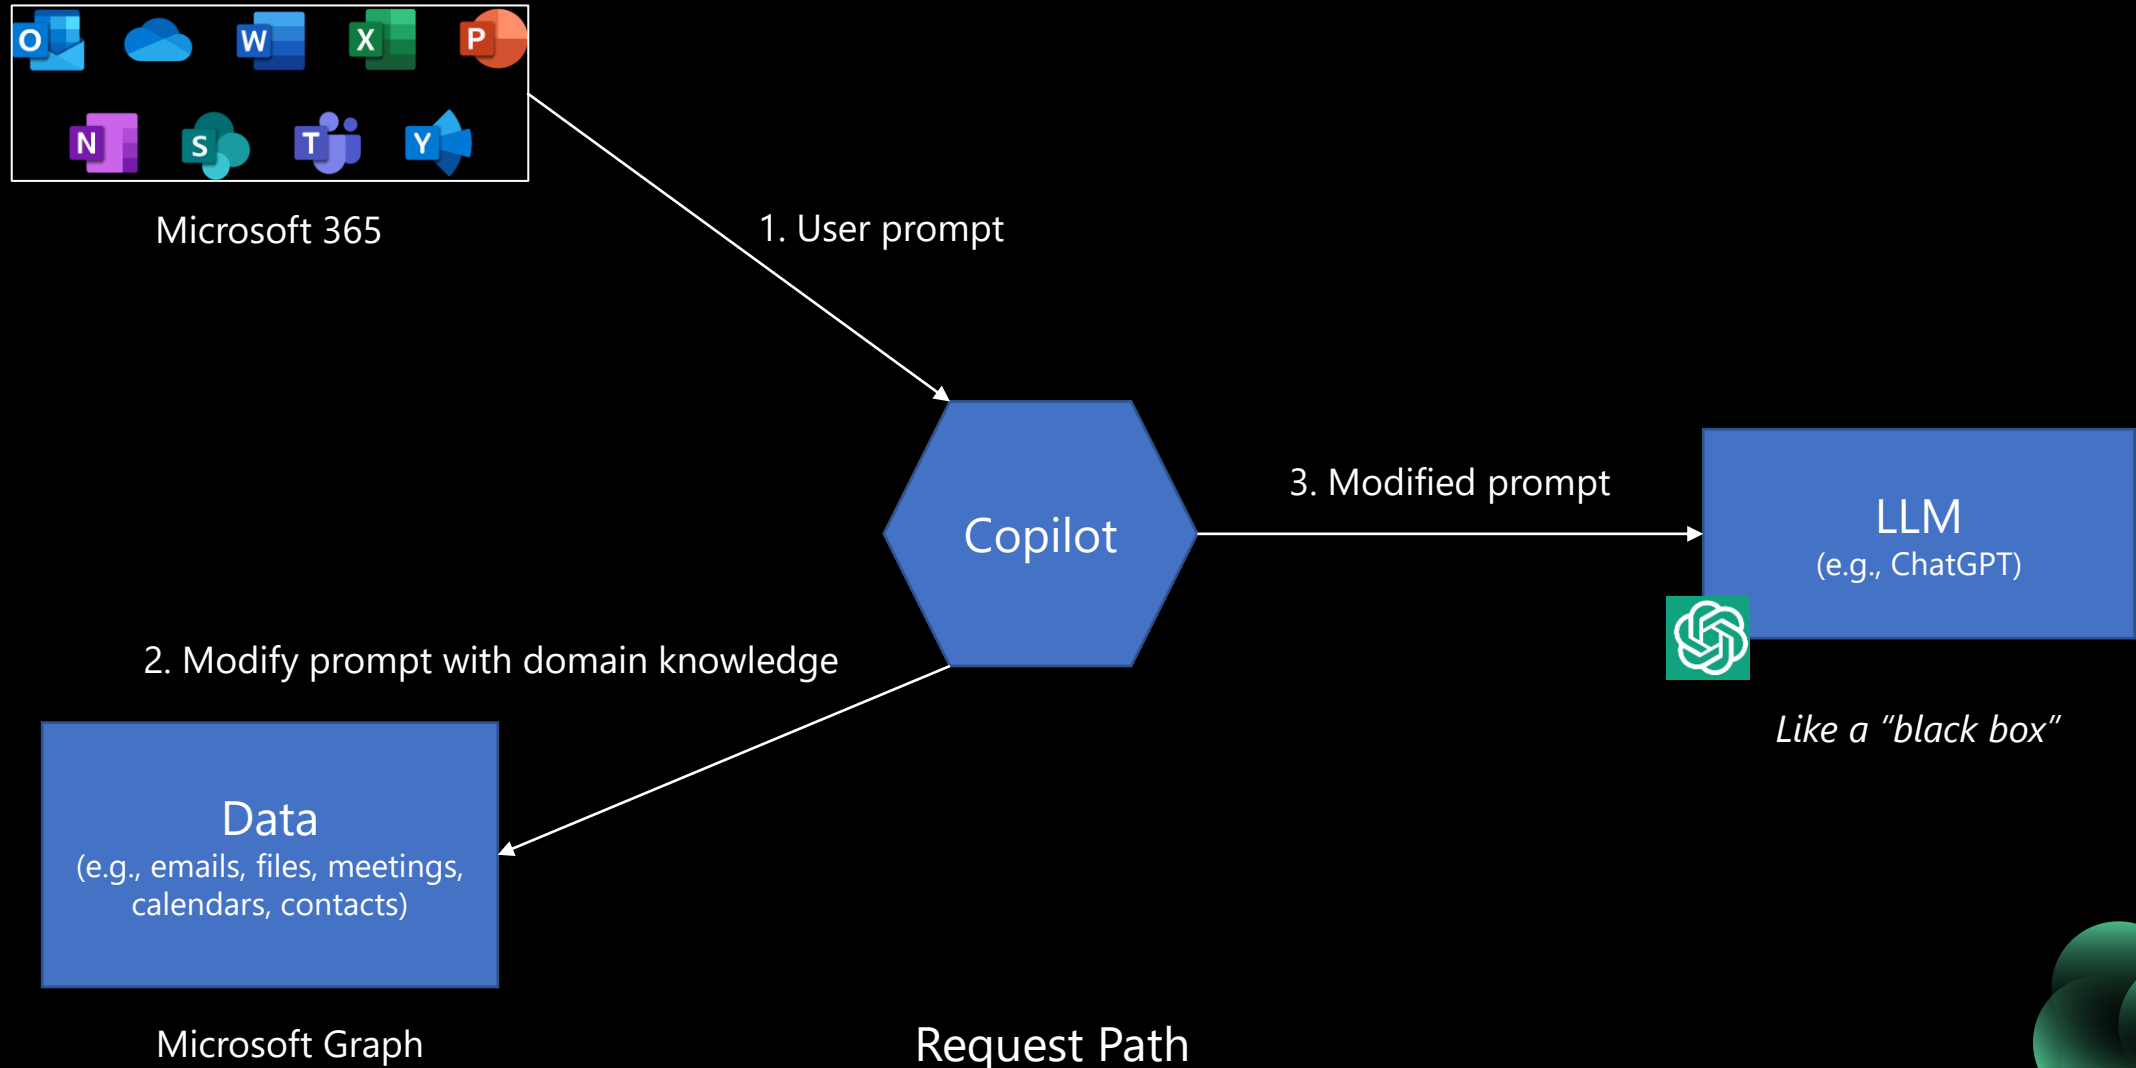 O
W
X
P
N
S
T
Y
Microsoft 365
1. User prompt
Copilot
3. Modified prompt
LLM
(e.g., ChatGPT)
Like a “black box”
2. Modify prompt with domain knowledge
Data
(e.g., emails, files, meetings,
calendars, contacts)
Microsoft Graph
Request Path